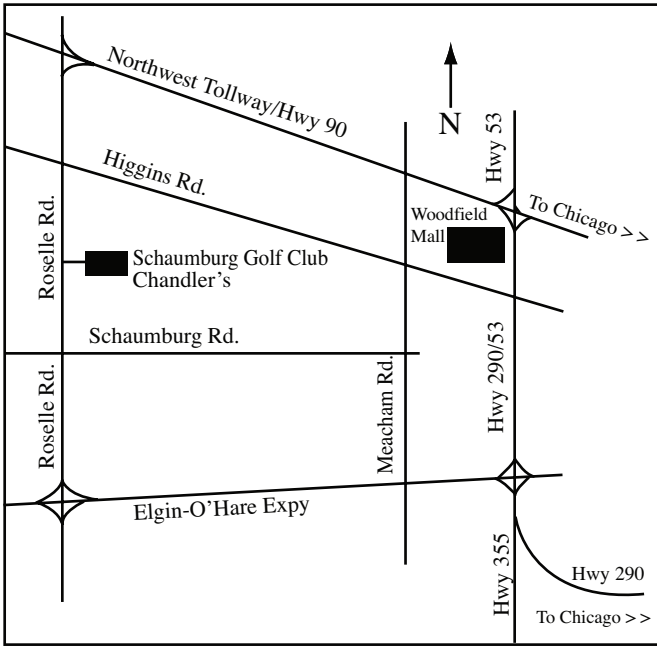 Northwest Tollway/Hwy 90
N
Hwy 53
Higgins Rd.
To Chicago >>
Woodfield
Mall
Roselle Rd.
Schaumburg Golf Club
Chandler's
Schaumburg Rd.
Hwy 290/53
Roselle Rd.
Meacham Rd.
Elgin-O'Hare Expy
Hwy 355
Hwy 290
To Chicago >>